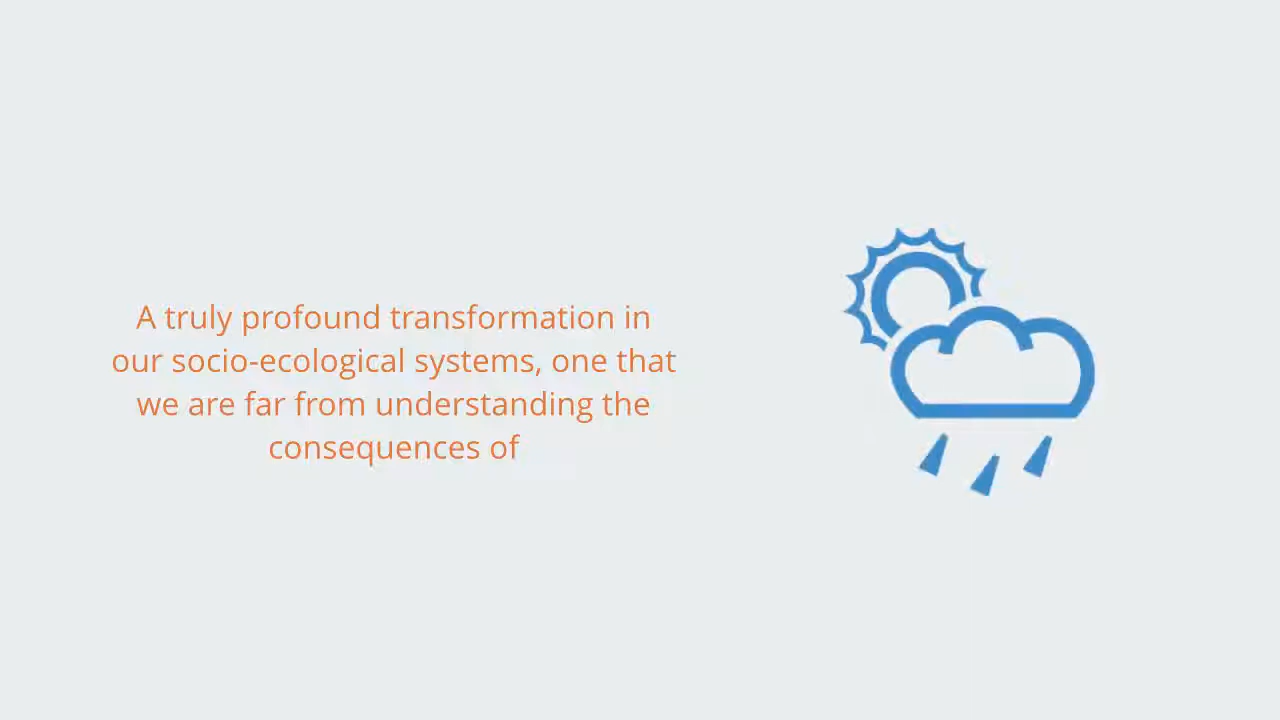 A truly profound transformation in
our socio-ecological systems, one that
we are far from understanding the
consequences of